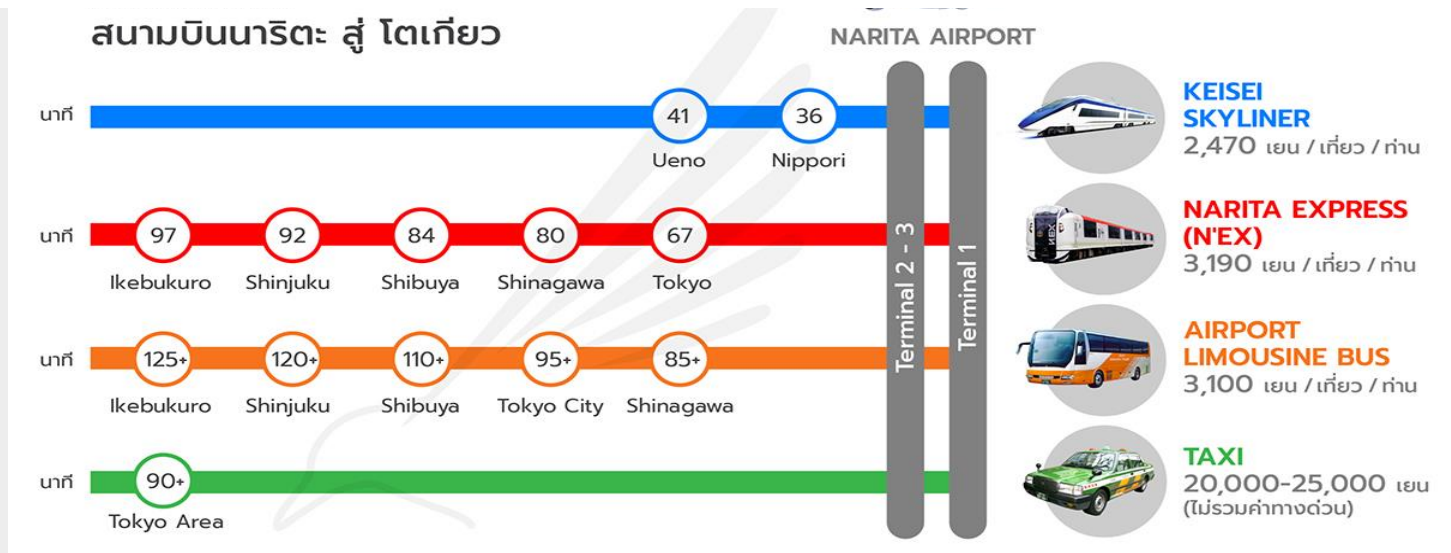 สนามบินนาริตะ สู่ โตเกียว
NARITA AIRPORT
นาที
41
36
Ueno
Nippori
KEISEI
SKYLINER
2,470 เยน / เที่ยว / ท่าน
นาที
97
92
84
80
67
Ikebukuro
Shinjuku
Shibuya
Shinagawa
Tokyo
NARITA EXPRESS
(N'EX)
3,190 เยน / เที่ยว / ท่าน
นาที
125+
120+
110+
95+
85+
Ikebukuro
Shinjuku
Shibuya
Tokyo City
Shinagawa
AIRPORT
LIMOUSINE BUS
3,100 เยน / เที่ยว / ท่าน
นาที
90+
Tokyo Area
TAXI
20,000-25,000 เยน
(ไม่รวมค่าทางด่วน)
Terminal 2 - 3
Terminal 1